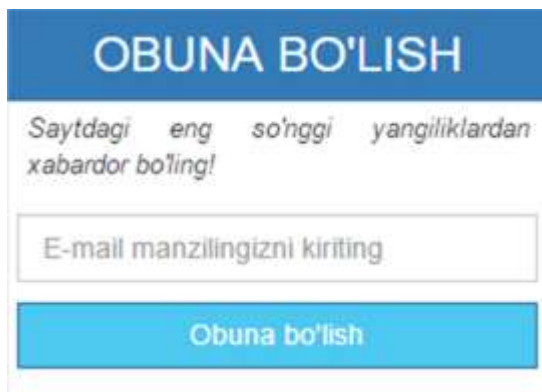 OBUNA BO'LISH
Saytdagi eng so'nggi yangiliklardan
xabardor bo'ling!
E-mail manzilingizni kiriting
Obuna bo'lish